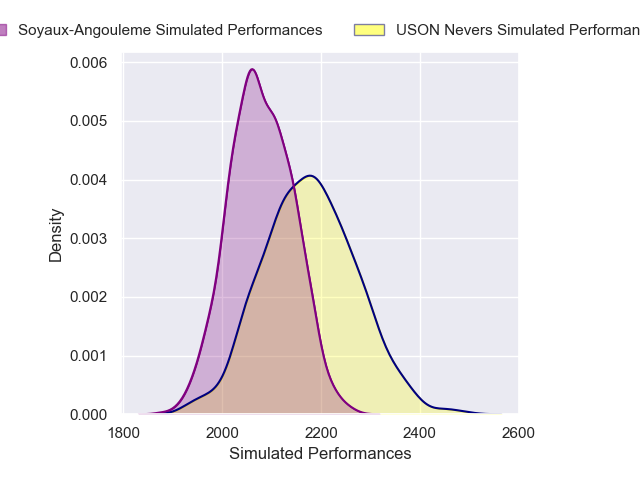 Soyaux-Angouleme Simulated Performances
USON Nevers Simulated Performan
0.006
0.005
0.004
0.003
0.002
0.001
0.000
Density
1800 2000 2200 2400 2600
Simulated Performances